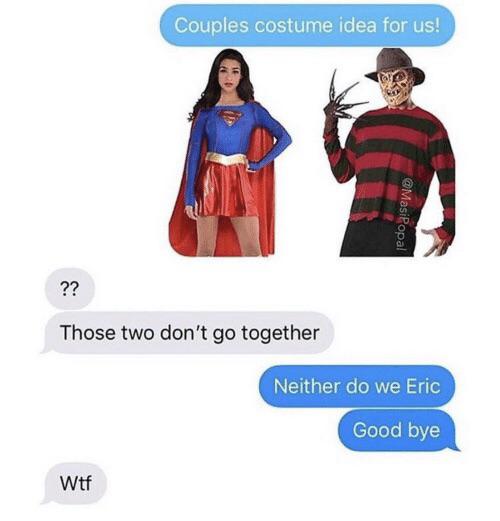 Couples costume idea for us!
@MasiPopal
??
Those two don't go together
Neither do we Eric
Good bye
Wtf